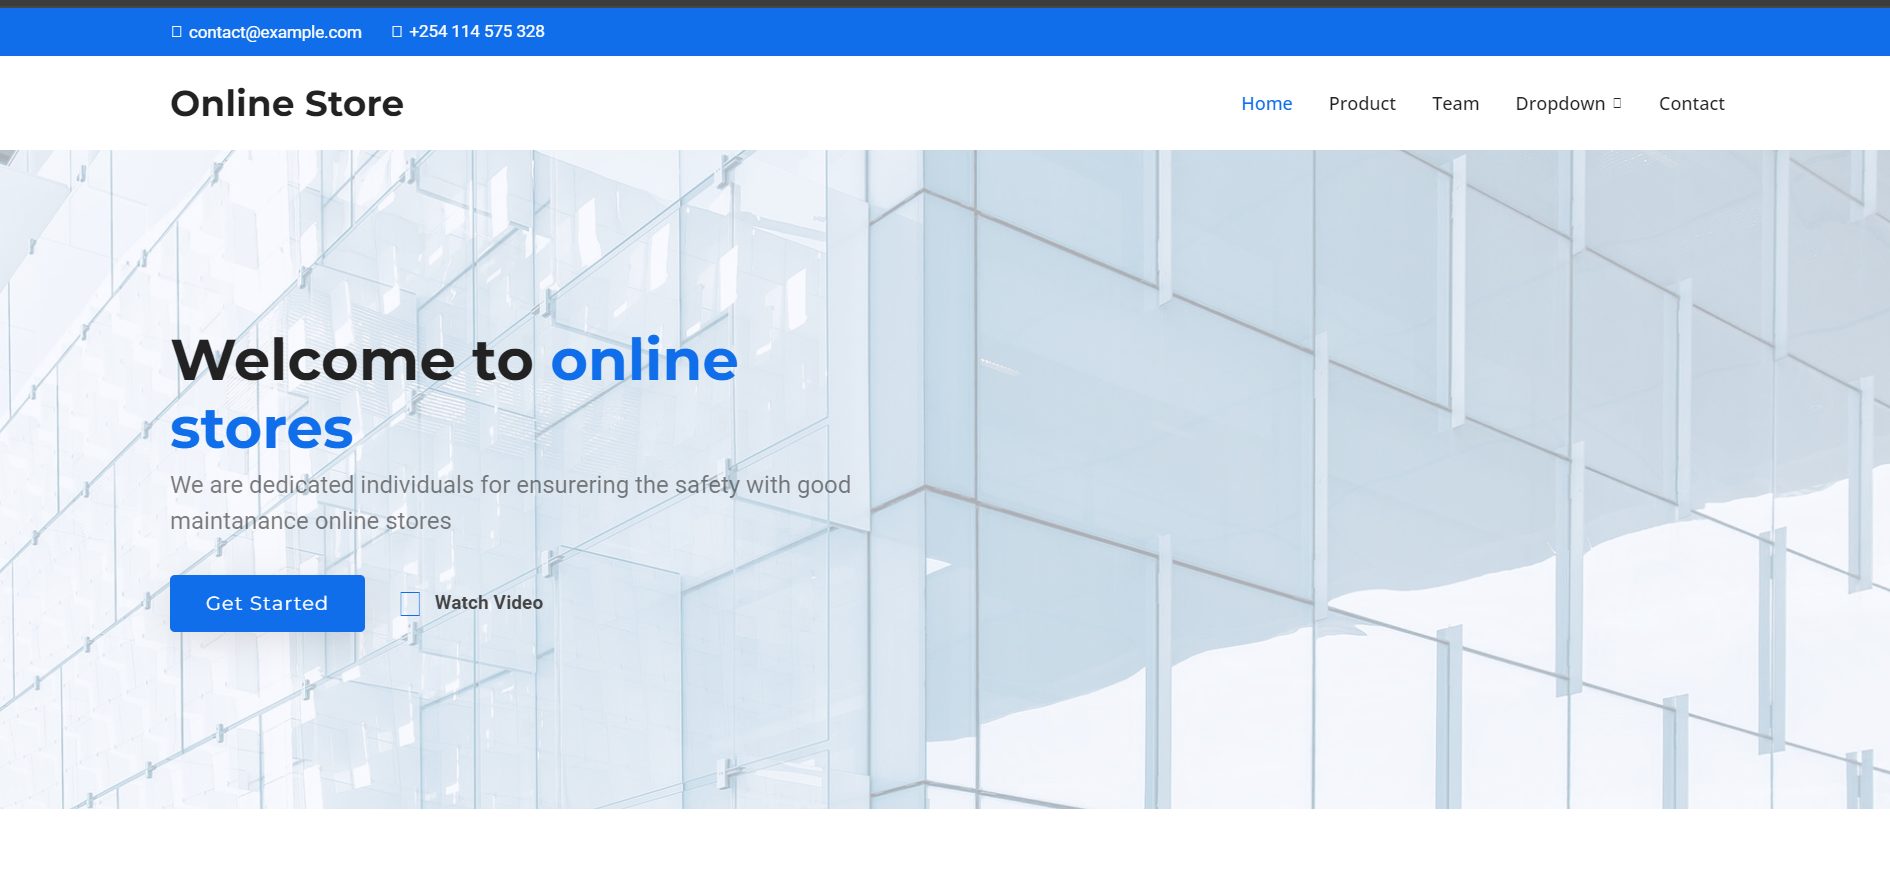 contact@example.com +254 114 575 328
Online Store
Home Product Team Dropdown Contact
Welcome to online
stores
We are dedicated individuals for ensurering the safety with good
maintanance online stores
Get Started Watch Video